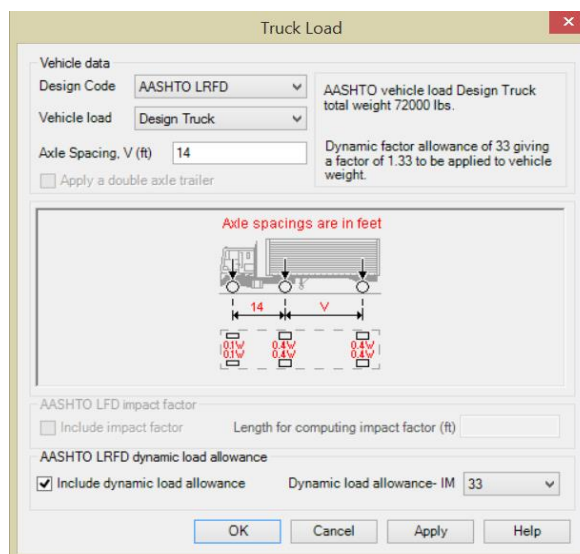 Truck Load
Vehicle data
Design Code AASHTO LRFD
Vehicle load Design Truck
Axle Spacing, V (ft) 14
Apply a double axle trailer
AASHTO vehicle load Design Truck
total weight 72000 lbs.
Dynamic factor allowance of 33 giving
a factor of 1.33 to be applied to vehicle
weight.
Axle spacings are in feet
14 V
0.1W 0.4W 0.4W
0.1W 0.4W 0.4W
AASHTO LFD impact factor
Include impact factor Length for computing impact factor (ft)
AASHTO LRFD dynamic load allowance
Include dynamic load allowance Dynamic load allowance- IM 33
OK Cancel Apply Help